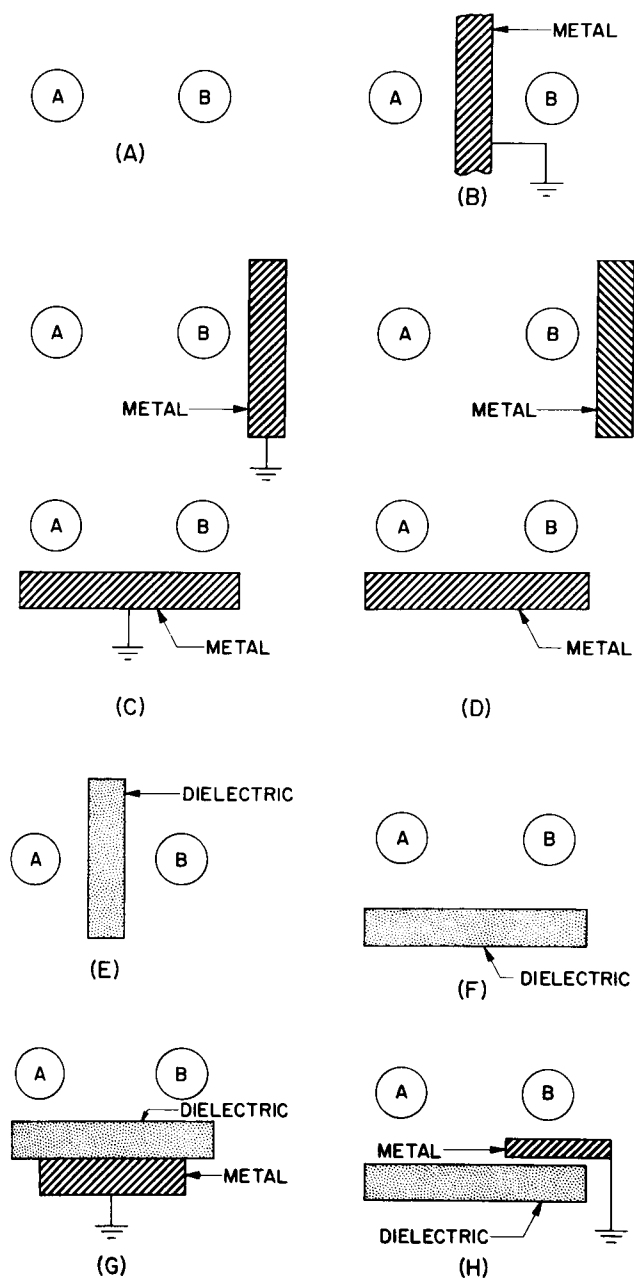 METAL
A B
A B
(A)
(B)
A B
A B
METAL
METAL
A B
A B
METAL
METAL
(C)
(D)
DIELECTRIC
A B
A B
(E)
(F)
DIELECTRIC
A B
A B
DIELECTRIC
METAL
METAL
DIELECTRIC
(G)
(H)